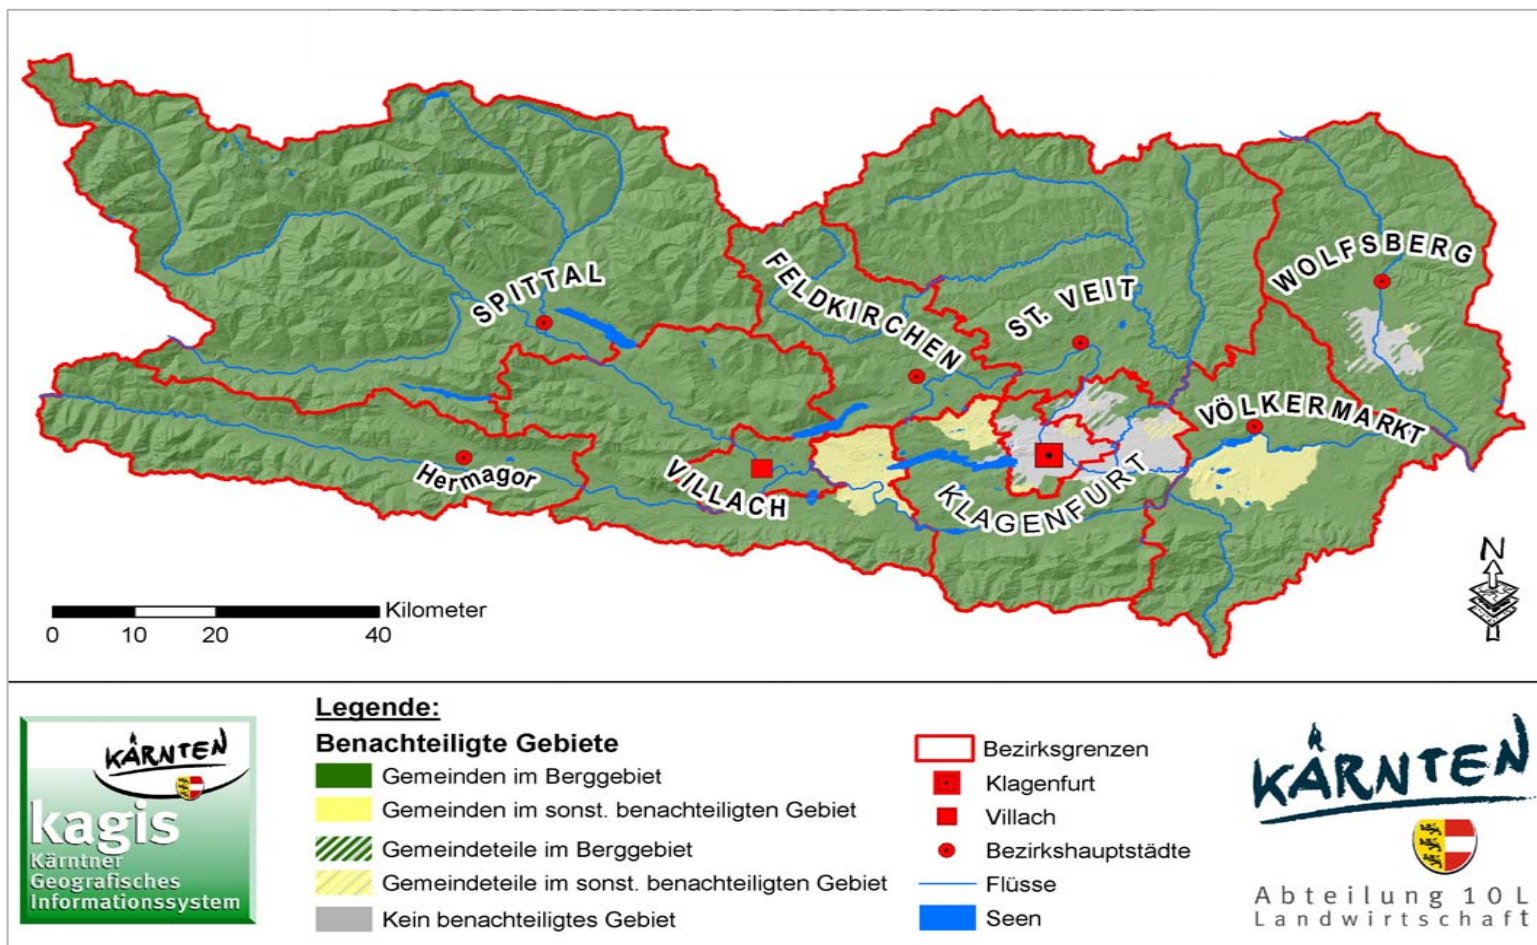 SPITTAL
FELDKIRCHEN
ST. VEIT
WOLFSBERG
Hermagor
VILLACH
KLAGENFURT
VÖLKERMARKT
N
Kilometer
0 10 20 40
Legende:
Benachteiligte Gebiete
Gemeinden im Berggebiet
Gemeinden im sonst. benachteiligten Gebiet
Gemeindeteile im Berggebiet
Gemeindeteile im sonst. benachteiligten Gebiet
Kein benachteiligtes Gebiet
Bezirksgrenzen
Klagenfurt
Villach
Bezirkshauptstädte
Flüsse
Seen
KÄRNTEN
kagis
Kärntner
Geografisches
Informationssystem
KÄRNTEN
Abteilung 10L
Landwirtschaft